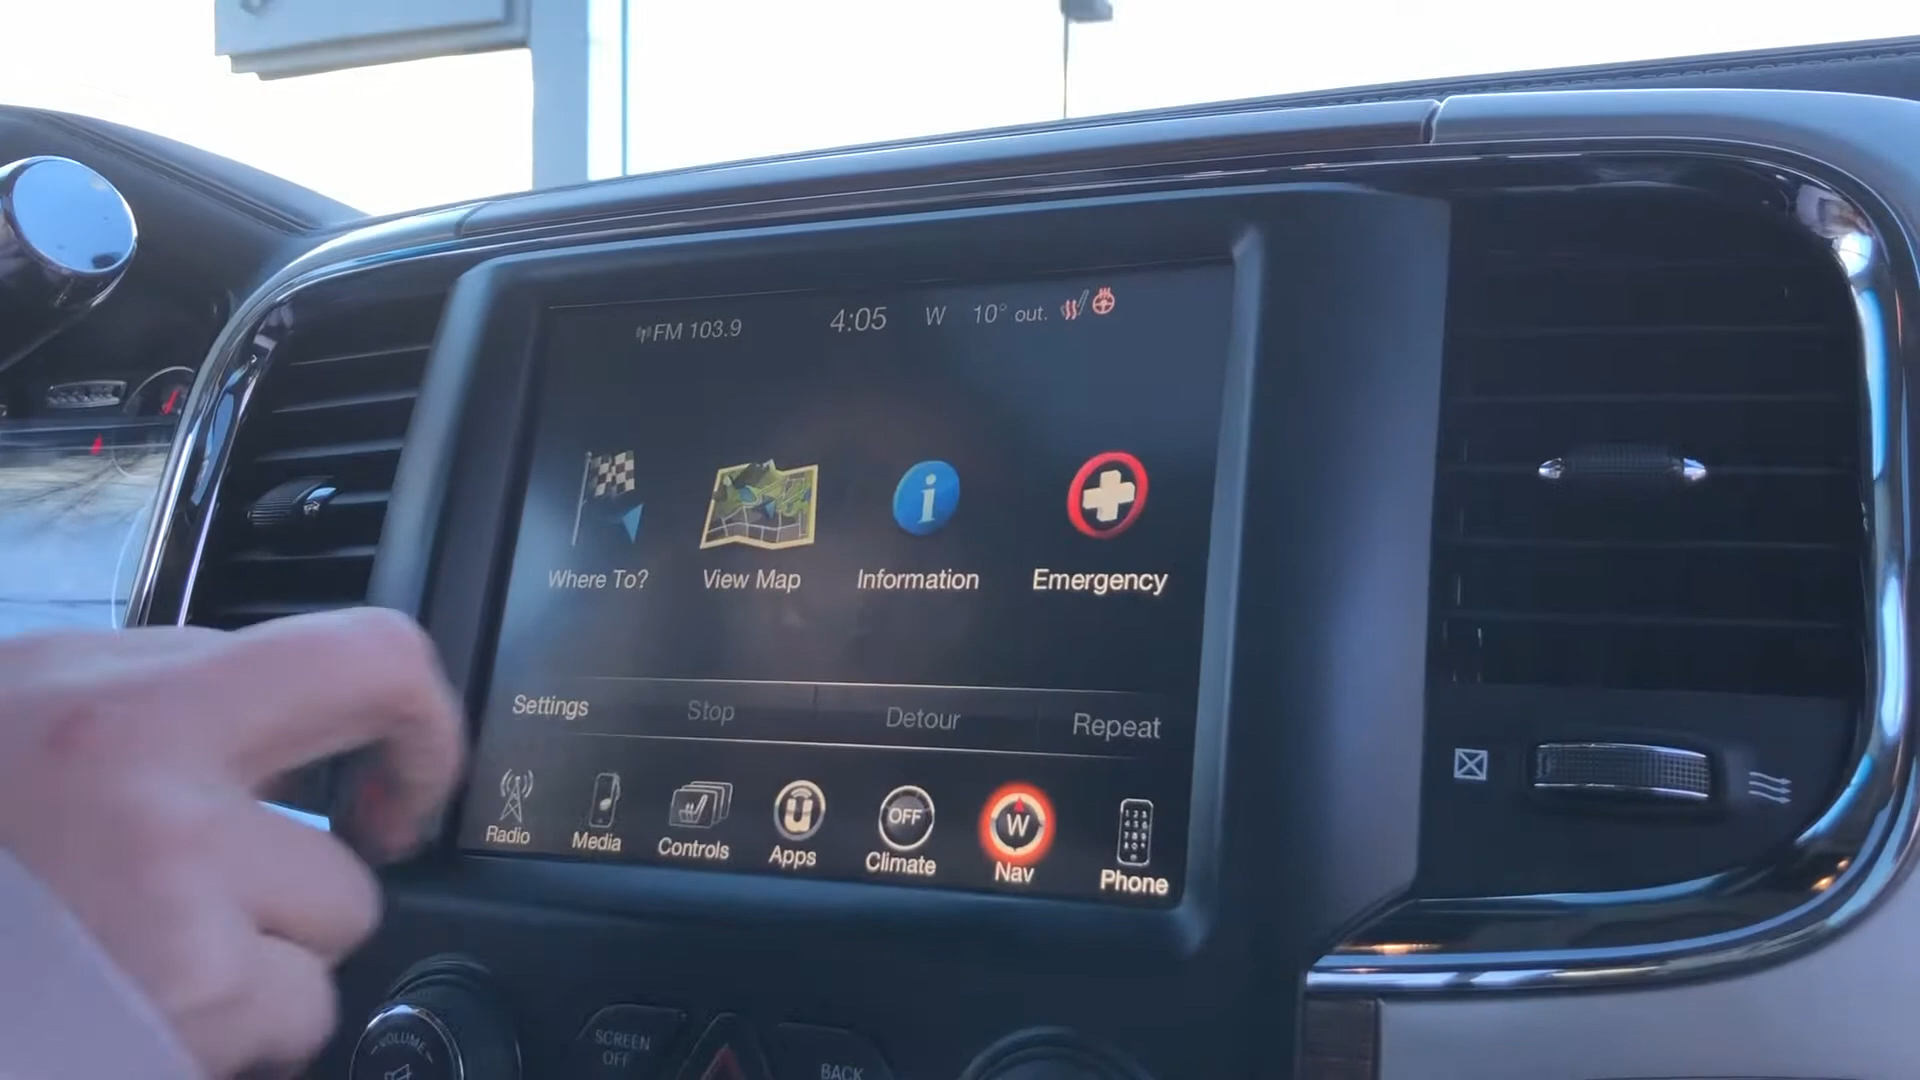 FM 103.9 4:05 W 10° out.
Where To? View Map Information Emergency
Settings Stop Detour Repeat
OFF W
Radio Media Controls Apps Climate Nav Phone
VOLUME SCREEN OFF BACK